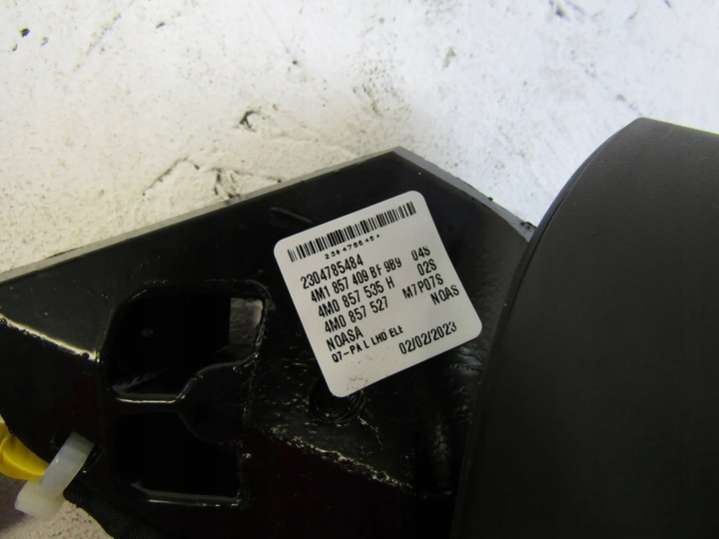 2304785484
2304785484
4M1 857 409 BF 9B9 04S
4M0 857 535 H 02S
4M0 857 527 M7P07S
NOASA NOAS
Q7-PA L LHD ELE 02/02/2023